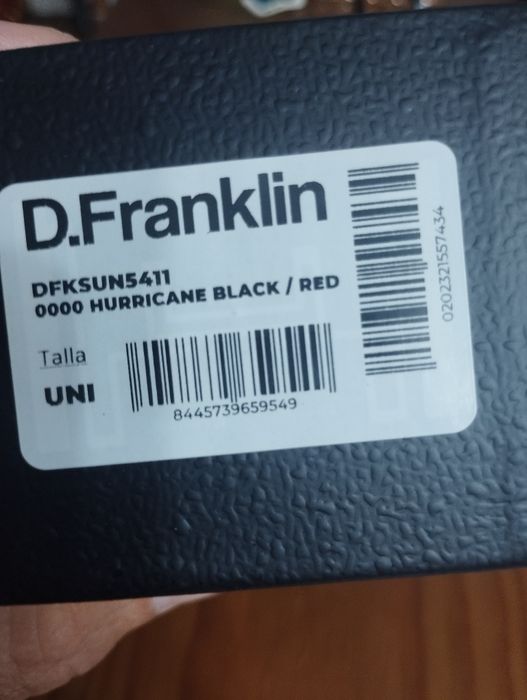 D.Franklin
DFKSUN5411
0000 HURRICANE BLACK / RED
Talla
UNI
8445739659549
0202321557434